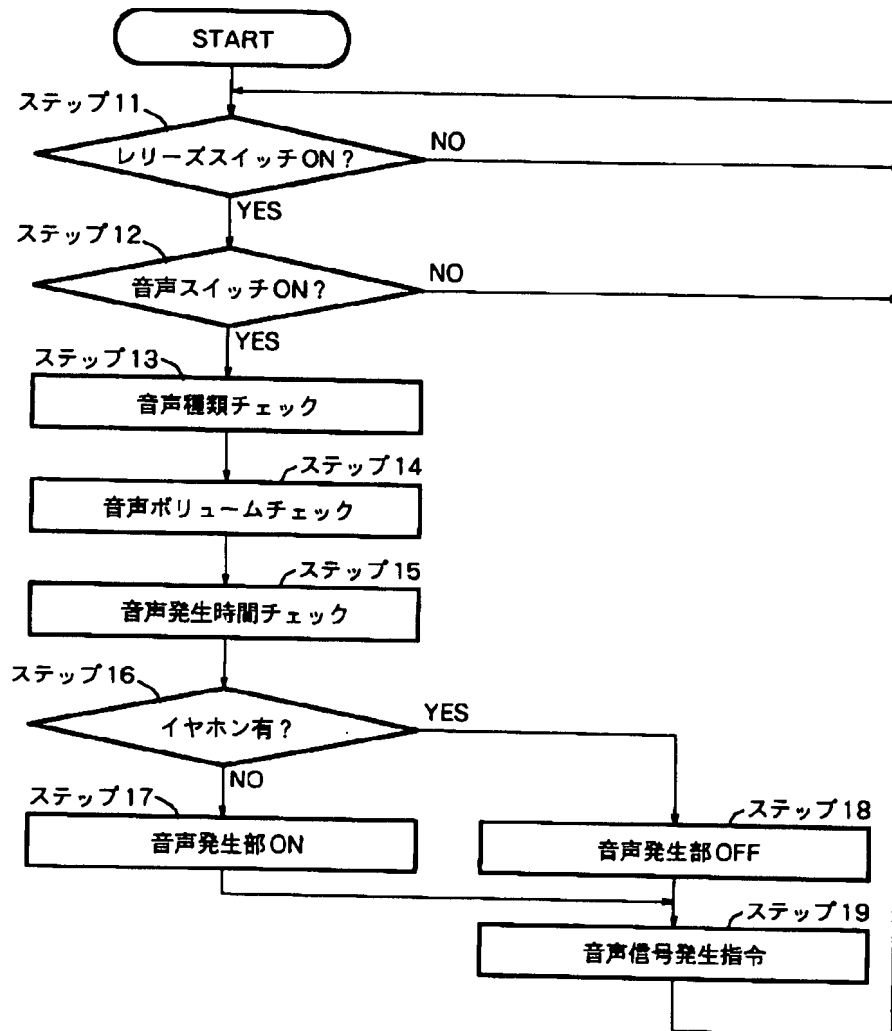 START
ステップ11
レリーズスイッチON?
NO
YES
ステップ12
音声スイッチON?
NO
YES
ステップ13
音声種類チェック
ステップ14
音声ボリュームチェック
ステップ15
音声発生時間チェック
ステップ16
イヤホン有?
YES
NO
ステップ17
音声発生部ON
ステップ18
音声発生部OFF
ステップ19
音声信号発生指令